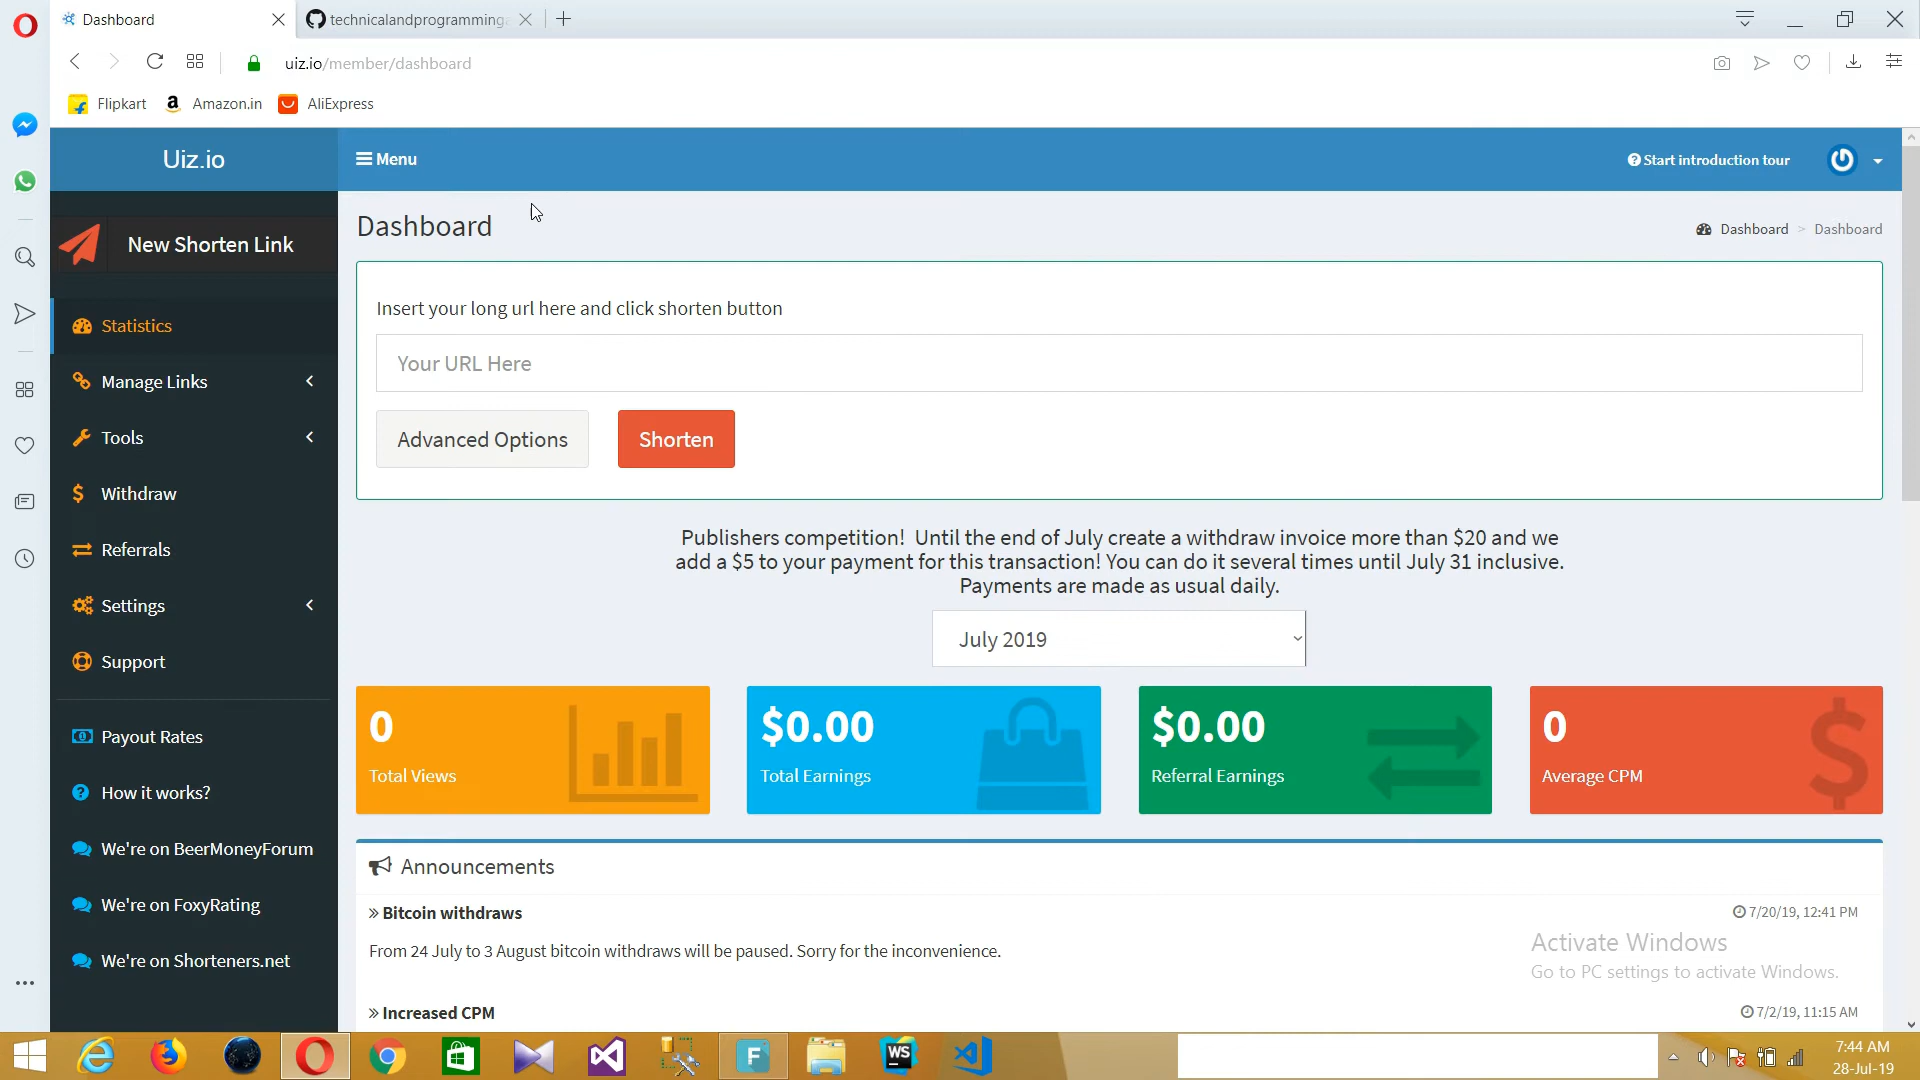 Dashboard
technicalandprogramming
uiz.io/member/dashboard
Flipkart
Amazon.in
AliExpress
Uiz.io
Menu
Start introduction tour
New Shorten Link
Dashboard
Dashboard > Dashboard
Statistics
Manage Links
Tools
Withdraw
Referrals
Settings
Support
Payout Rates
How it works?
We're on BeerMoneyForum
We're on FoxyRating
We're on Shorteners.net
Insert your long url here and click shorten button
Your URL Here
Advanced Options
Shorten
Publishers competition!  Until the end of July create a withdraw invoice more than $20 and we
add a $5 to your payment for this transaction! You can do it several times until July 31 inclusive.
Payments are made as usual daily.
July 2019
0
Total Views
$0.00
Total Earnings
$0.00
Referral Earnings
0
Average CPM
Announcements
» Bitcoin withdraws
7/20/19, 12:41 PM
From 24 July to 3 August bitcoin withdraws will be paused. Sorry for the inconvenience.
» Increased CPM
7/2/19, 11:15 AM
Activate Windows
Go to PC settings to activate Windows.
F
WS
7:44 AM
28-Jul-19